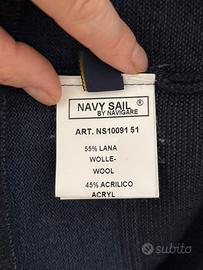 NAVY SAIL ®
BY NAVIGARE
ART. NS10091 51
55% LANA
WOLLE-
WOOL
45% ACRILICO
ACRYL
subito